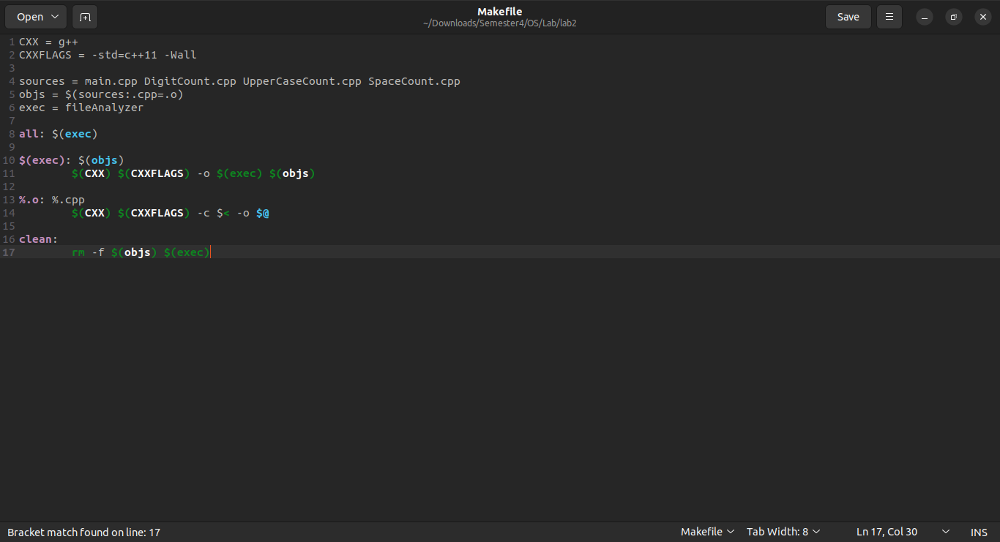 Open
Makefile
~/Downloads/Semester4/OS/Lab/lab2
Save
1 CXX = g++
2 CXXFLAGS = -std=c++11 -Wall
3
4 sources = main.cpp DigitCount.cpp UpperCaseCount.cpp SpaceCount.cpp
5 objs = $(sources:.cpp=.o)
6 exec = fileAnalyzer
7
8 all: $(exec)
9
10 $(exec): $(objs)
11 	$(CXX) $(CXXFLAGS) -o $(exec) $(objs)
12
13 %.o: %.cpp
14 	$(CXX) $(CXXFLAGS) -c $< -o $@
15
16 clean:
17 	rm -f $(objs) $(exec)
Bracket match found on line: 17
Makefile
Tab Width: 8
Ln 17, Col 30
INS